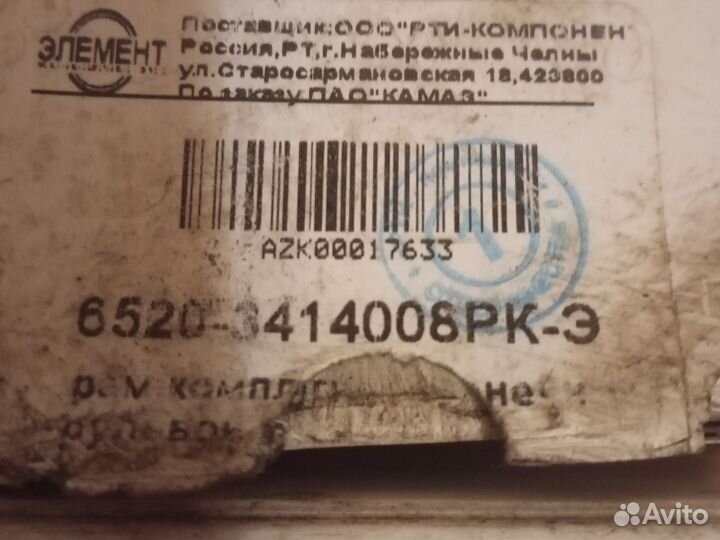 ЭЛЕМЕНТ
Поставщик:ООО"РТИ-КОМПОНЕН
Россия,РТ,г.Набережные Челны
ул.Старосармановская 18,423800
По заказу ПАО"КАМАЗ"
AZK00017633
6520-3414008РК-Э
рем
Avito